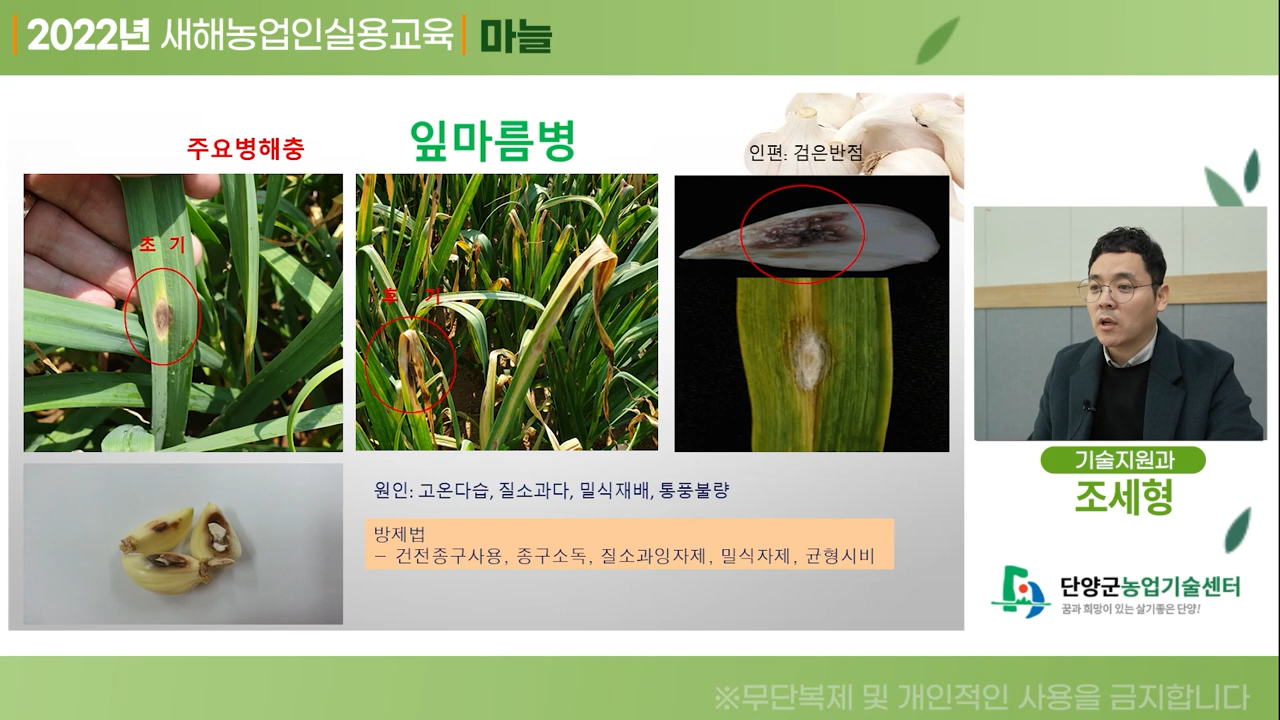 2022년 새해농업인실용교육 마늘
주요병해충
잎마름병
인편: 검은반점
초 기
후 기
원인: 고온다습, 질소과다, 밀식재배, 통풍불량
방제법
- 건전종구사용, 종구소독, 질소과잉자제, 밀식자제, 균형시비
기술지원과
조세형
단양군농업기술센터
꿈과 희망이 있는 살기좋은 단양!
※무단복제 및 개인적인 사용을 금지합니다